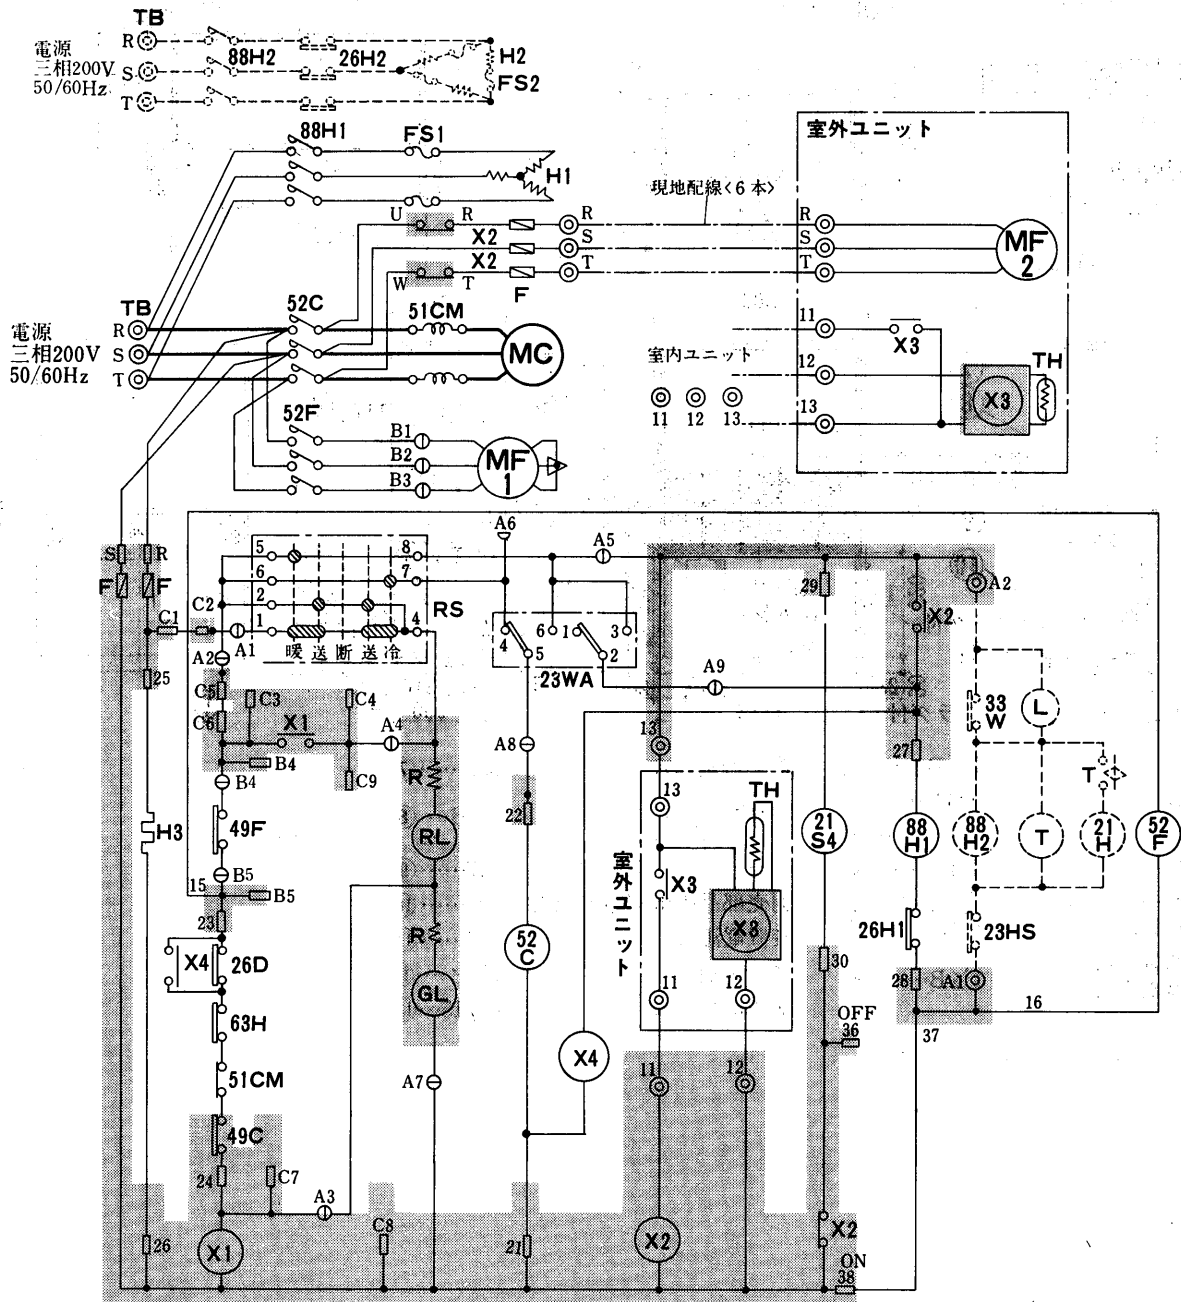 TB
R
電源
三相200V
50/60Hz
S
T
88H2
26H2
H2
FS2
88H1
FS1
H1
室外ユニット
現地配線<6本>
U
R
X2
X2
W
T
F
R
S
T
R
S
T
MF
2
TB
電源
三相200V
50/60Hz
R
S
T
52C
51CM
MC
室内ユニット
11
12
13
11
12
13
X3
X3
TH
52F
B1
B2
B3
MF
1
S
R
F
F
5
6
2
1
8
7
4
RS
暖 送 断 送 冷
C1
C2
A1
A2
25
C5
C6
C3
X1
C4
A4
B4
C9
B4
49F
H3
B5
15
B5
23
X4
26D
63H
51CM
49C
24
C7
A3
26
X1
C8
R
RL
R
GL
A7
A6
A5
4
5
6
1
2
3
23WA
A9
A8
22
52
C
X4
21
13
13
TH
室外ユニット
X3
X3
11
12
11
12
X2
29
21
S4
30
OFF
36
X2
ON
38
X2
A2
27
88
H1
26H1
28
37
33
W
L
T
88
H2
T
21
H
52
F
23HS
A1
16